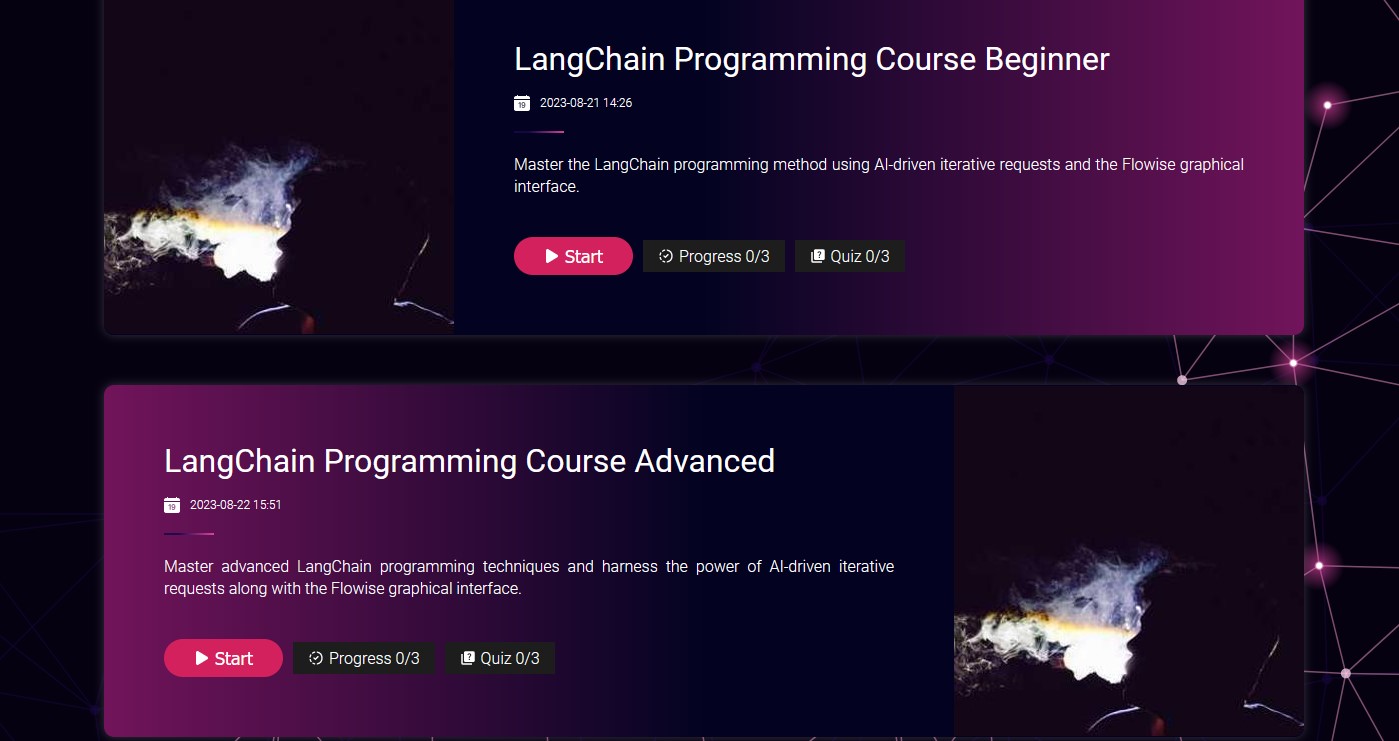 LangChain Programming Course Beginner
19 2023-08-21 14:26
Master the LangChain programming method using AI-driven iterative requests and the Flowise graphical
interface.
Start Progress 0/3 Quiz 0/3
LangChain Programming Course Advanced
19 2023-08-22 15:51
Master advanced LangChain programming techniques and harness the power of AI-driven iterative
requests along with the Flowise graphical interface.
Start Progress 0/3 Quiz 0/3